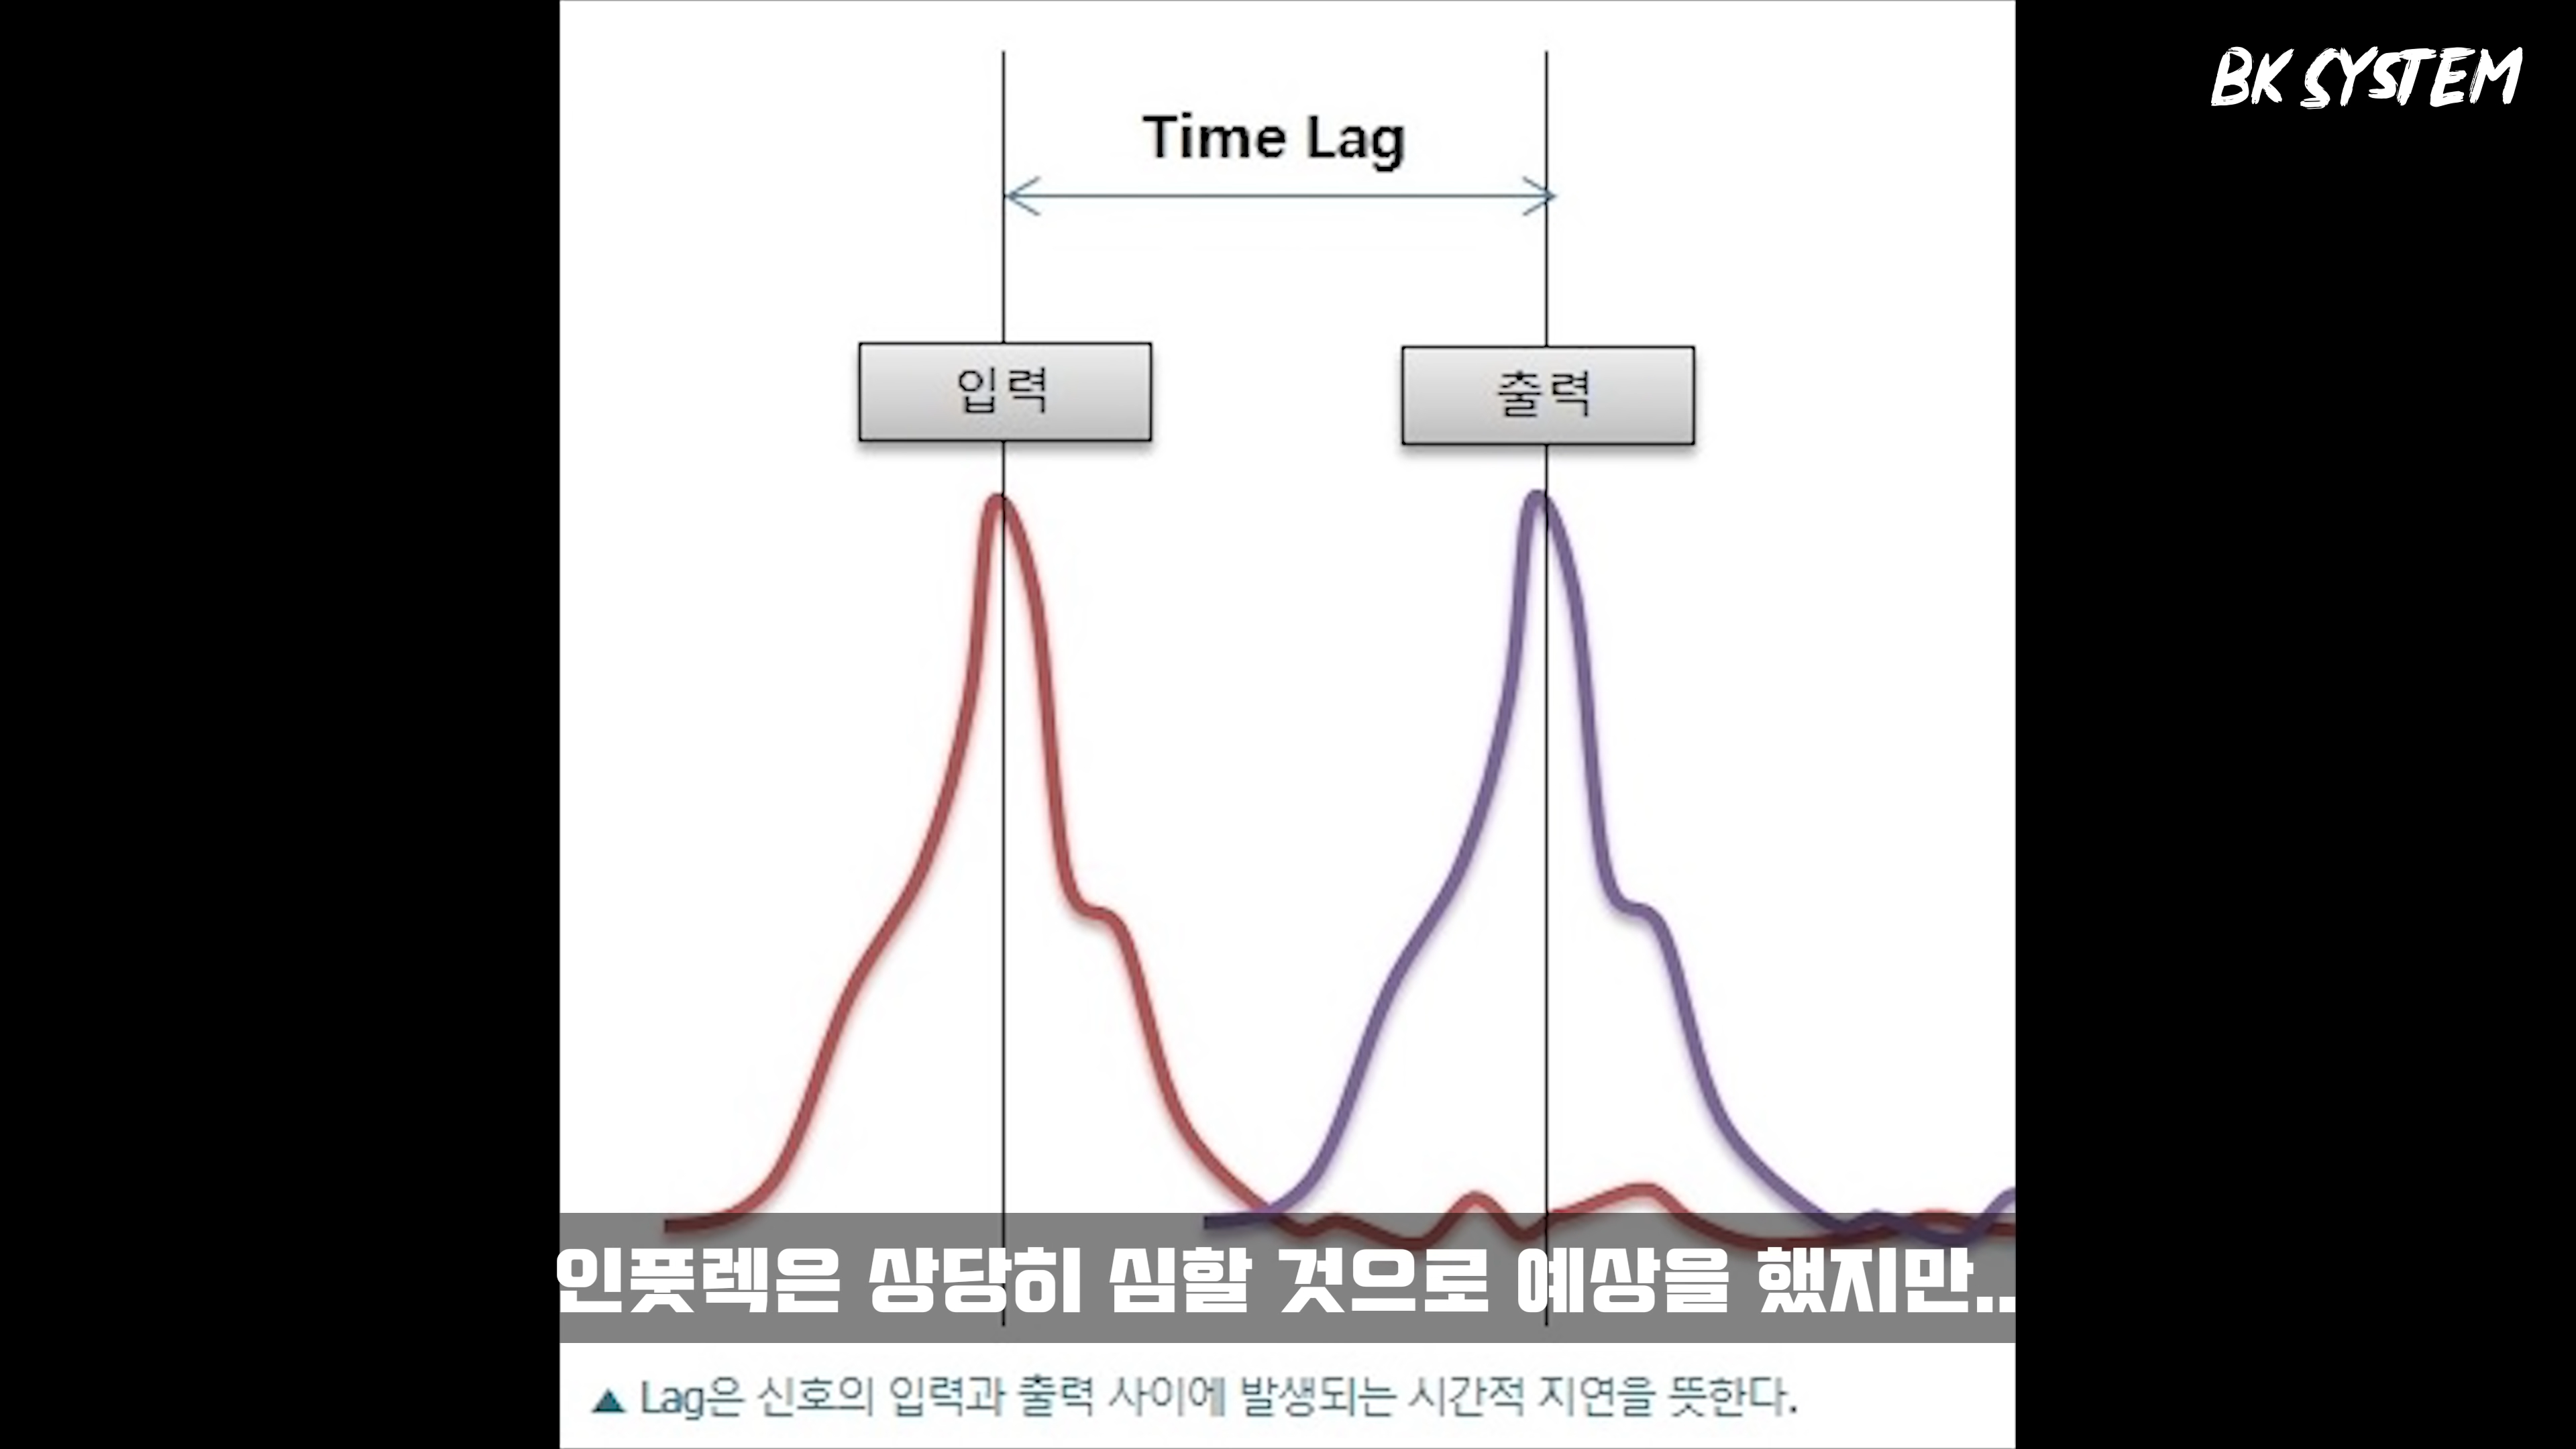 BK SYSTEM
Time Lag
입력
출력
인풋렉은 상당히 심할 것으로 예상을 했지만..
▲ Lag은 신호의 입력과 출력 사이에 발생되는 시간적 지연을 뜻한다.